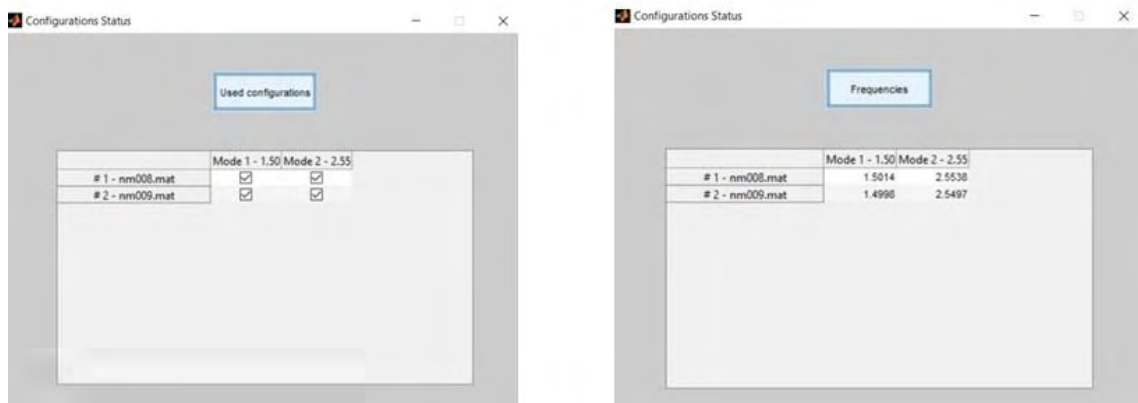 Configurations Status
Used configurations
Mode 1 - 1.50 Mode 2 - 2.55
# 1 - nm008.mat
# 2 - nm009.mat
Configurations Status
Frequencies
Mode 1 - 1.50 Mode 2 - 2.55
# 1 - nm008.mat 1.5014 2.5538
# 2 - nm009.mat 1.4998 2.5497